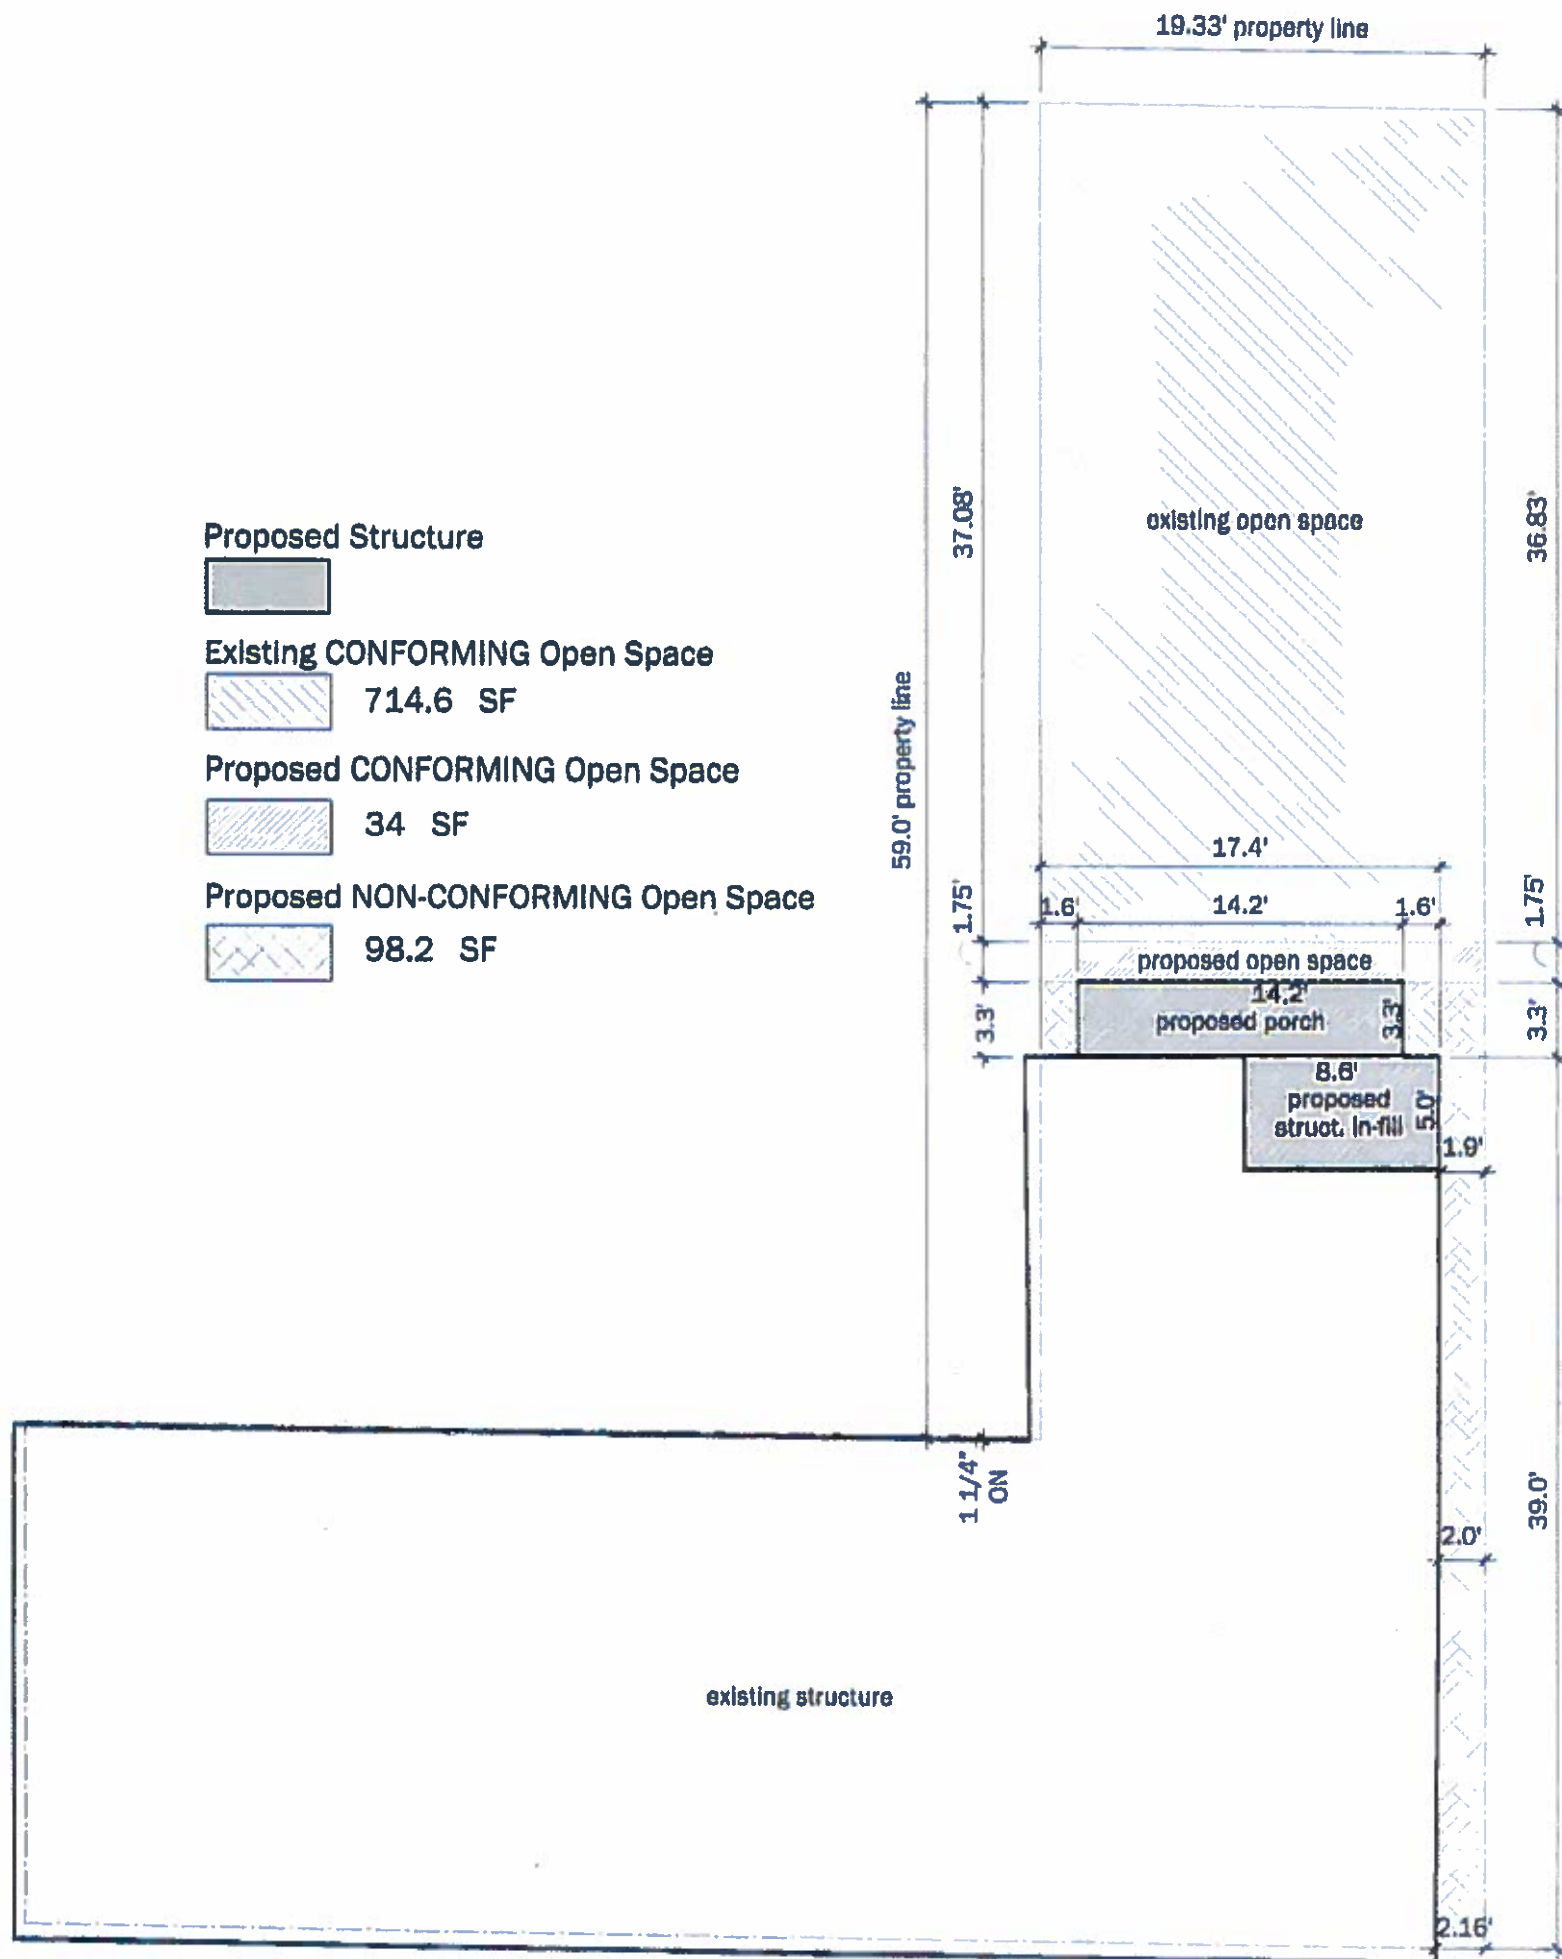 19.33' property line
Proposed Structure
Existing CONFORMING Open Space
714.6 SF
Proposed CONFORMING Open Space
34 SF
Proposed NON-CONFORMING Open Space
98.2 SF
59.0' property line
37.08'
existing open space
36.83'
17.4'
1.75'
1.6'
14.2'
1.6'
1.75'
proposed open space
3.3'
14.2'
proposed porch
3.3'
3.3'
8.6'
proposed
struct. in-fill
5.0'
1.9'
1 1/4"
ON
2.0'
39.0'
existing structure
2.16'